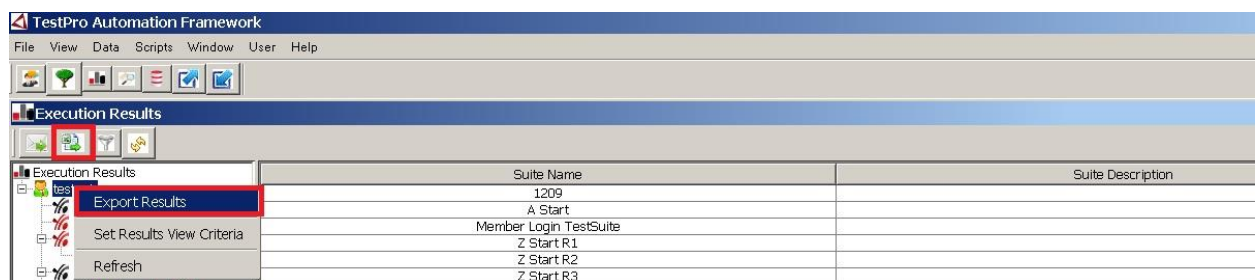 TestPro Automation Framework
File View Data Scripts Window User Help
Execution Results
Execution Results
Suite Name Suite Description
1209
Export Results
A Start
Member Login TestSuite
Set Results View Criteria
Z Start R1
Z Start R2
Refresh
Z Start R3